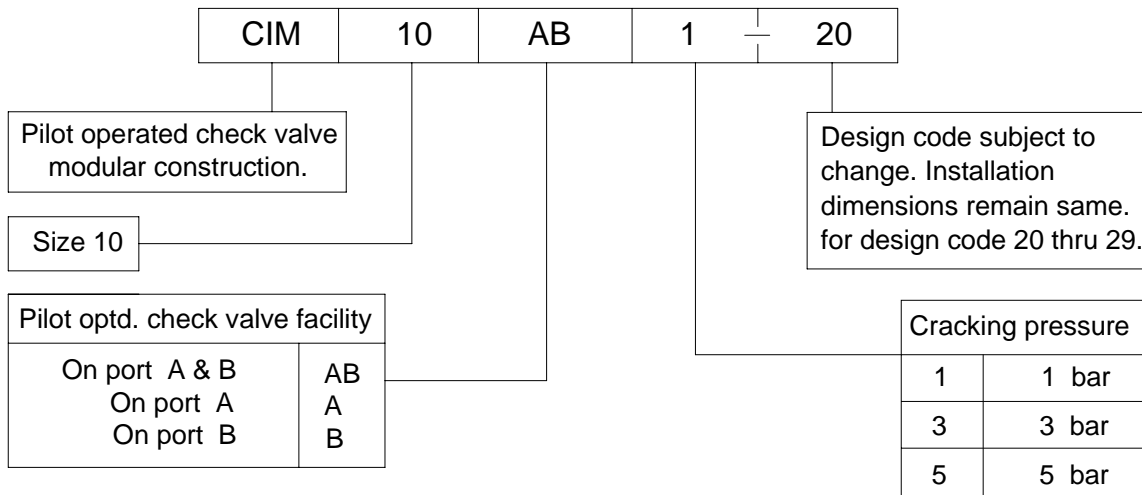 CIM 10 AB 1 — 20
Pilot operated check valve
modular construction.
Design code subject to
change. Installation
dimensions remain same.
for design code 20 thru 29.
Size 10
Pilot optd. check valve facility
On port A & B AB
On port A A
On port B B
Cracking pressure
1 1 bar
3 3 bar
5 5 bar